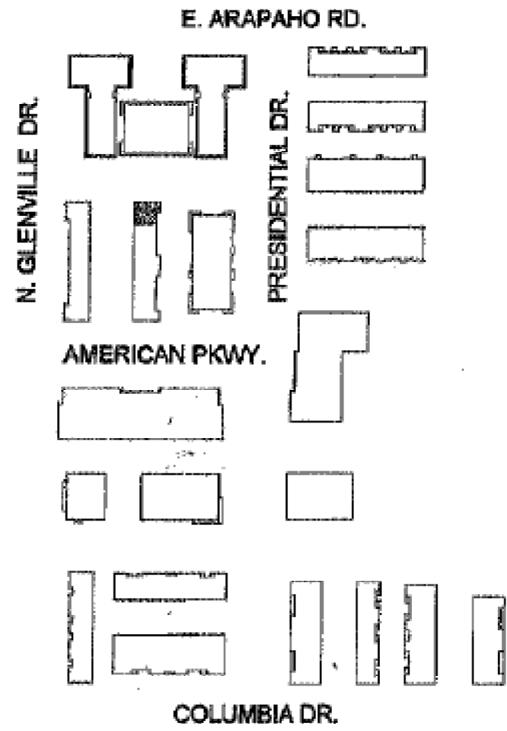 E. ARAPAHO RD.
N. GLENVILLE DR.
PRESIDENTIAL DR.
AMERICAN PKWY.
COLUMBIA DR.